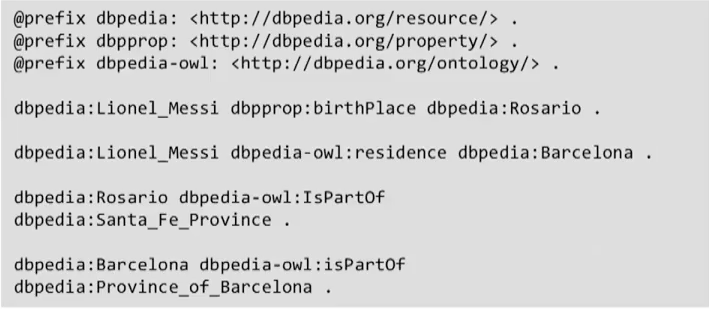 @prefix dbpedia: <http://dbpedia.org/resource/> .
@prefix dbpprop: <http://dbpedia.org/property/> .
@prefix dbpedia-owl: <http://dbpedia.org/ontology/> .
dbpedia:Lionel_Messi dbpprop:birthPlace dbpedia:Rosario .
dbpedia:Lionel_Messi dbpedia-owl:residence dbpedia:Barcelona .
dbpedia:Rosario dbpedia-owl:IsPartOf
dbpedia:Santa_Fe_Province .
dbpedia:Barcelona dbpedia-owl:isPartOf
dbpedia:Province_of_Barcelona .